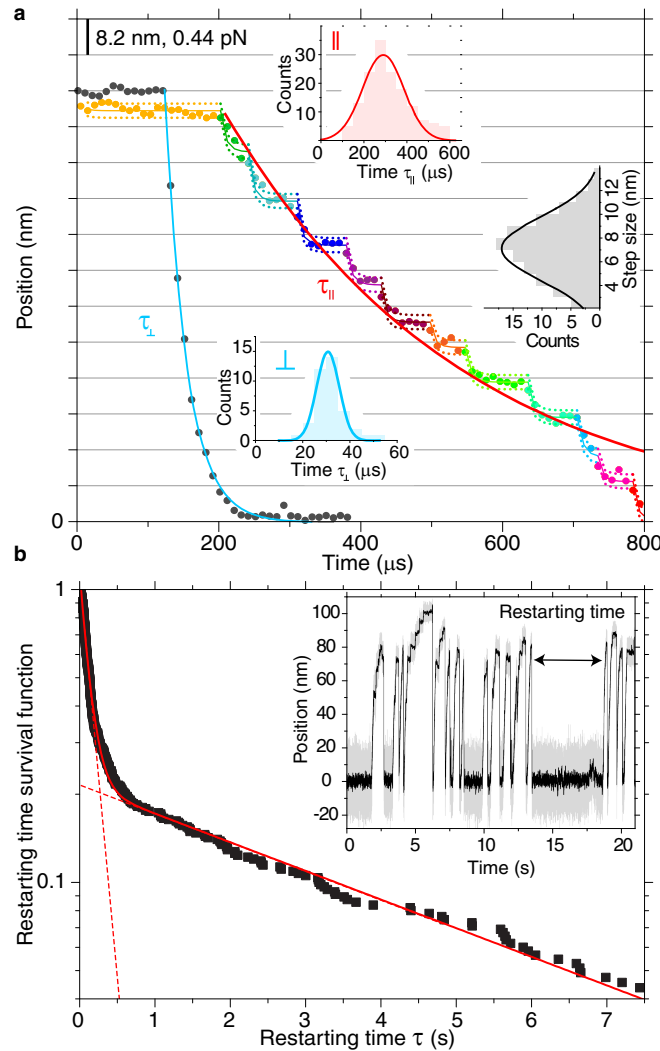 a
8.2 nm, 0.44 pN
Position (nm)
0
0 200 400 600 800
Time (μs)
τ⊥
τ||
||
Counts
30
20
10
0 200 400 600
Time τ|| (μs)
4 6 8 10 12
Step size (nm)
15 10 5 0
Counts
⊥
Counts
15
10
5
0
0 20 40 60
Time τ⊥ (μs)
b
Restarting time survival function
1
0.1
0 1 2 3 4 5 6 7
Restarting time τ (s)
Restarting time
Position (nm)
100
80
60
40
20
0
-20
0 5 10 15 20
Time (s)